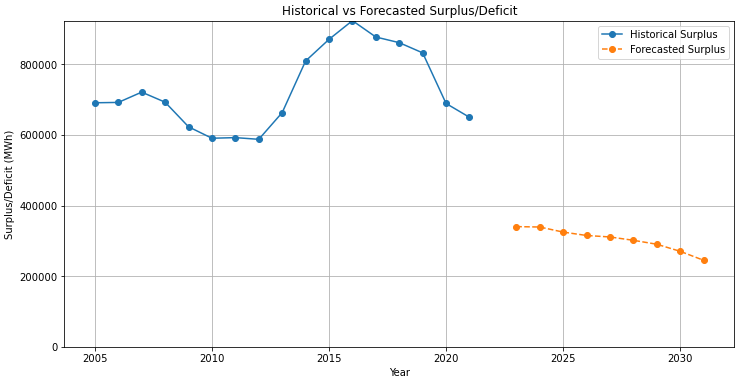 Historical vs Forecasted Surplus/Deficit
Historical Surplus
Forecasted Surplus
Surplus/Deficit (MWh)
800000
600000
400000
200000
0
2005 2010 2015 2020 2025 2030
Year